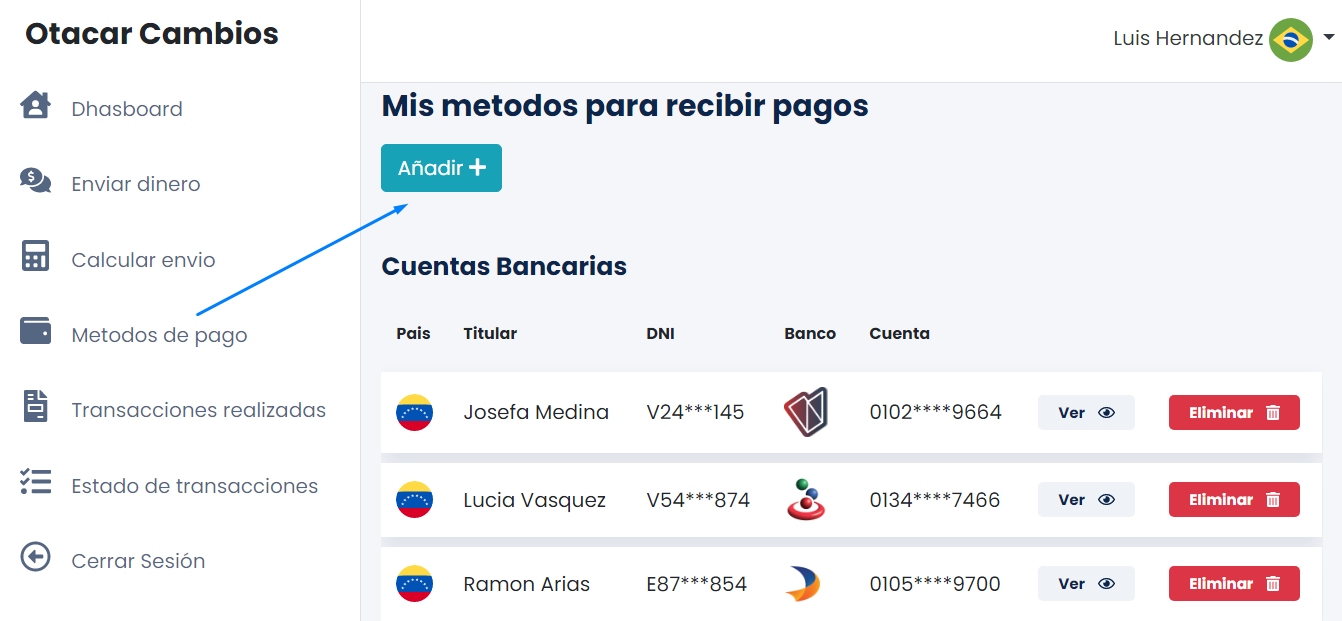 Otacar Cambios
Luis Hernandez
Dhasboard
Enviar dinero
Calcular envio
Metodos de pago
Transacciones realizadas
Estado de transacciones
Cerrar Sesión
Mis metodos para recibir pagos
Añadir +
Cuentas Bancarias
Pais Titular DNI Banco Cuenta
Josefa Medina V24***145 0102****9664 Ver Eliminar
Lucia Vasquez V54***874 0134****7466 Ver Eliminar
Ramon Arias E87***854 0105****9700 Ver Eliminar